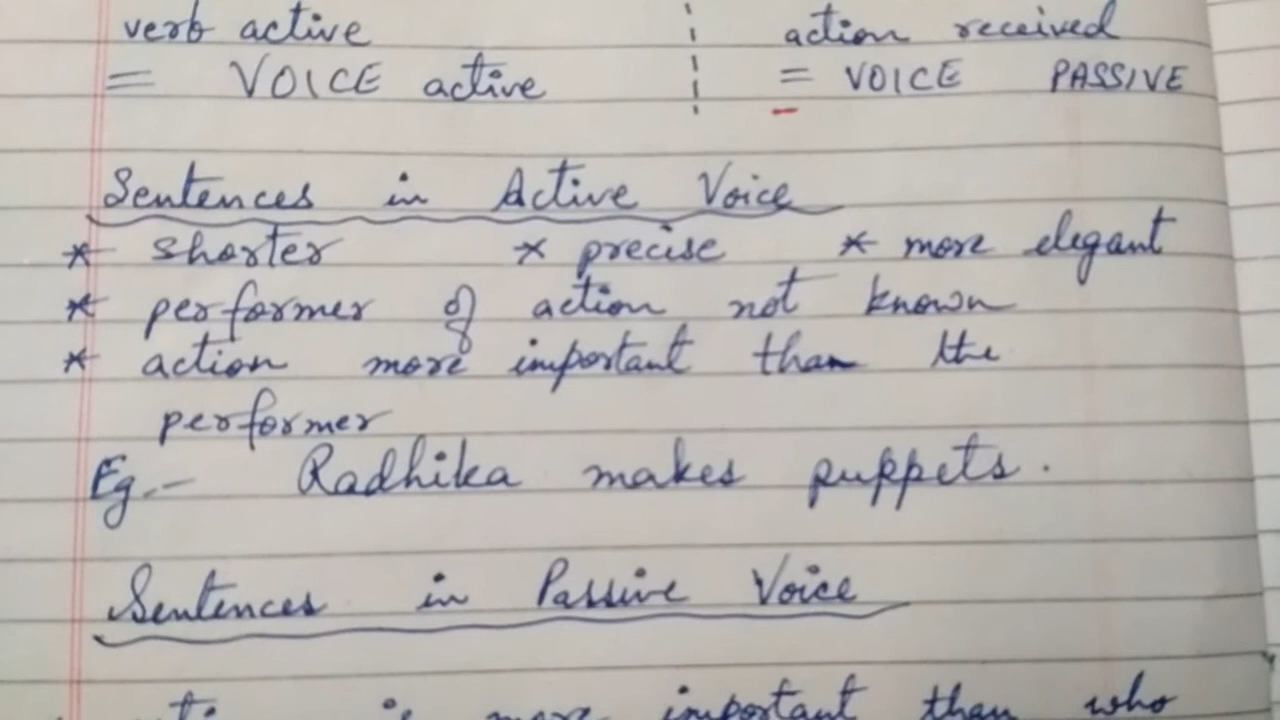 verb active action received
= VOICE active = VOICE PASSIVE
Sentences in Active Voice
* shorter * precise * more elegant
* performer of action not known
* action more important than the
performer
Eg.- Radhika makes puppets.
Sentences in Passive Voice
is more important than who